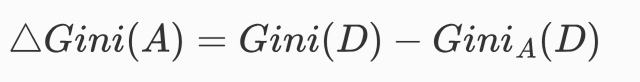 △Gini(A) = Gini(D) − Gini_A(D)